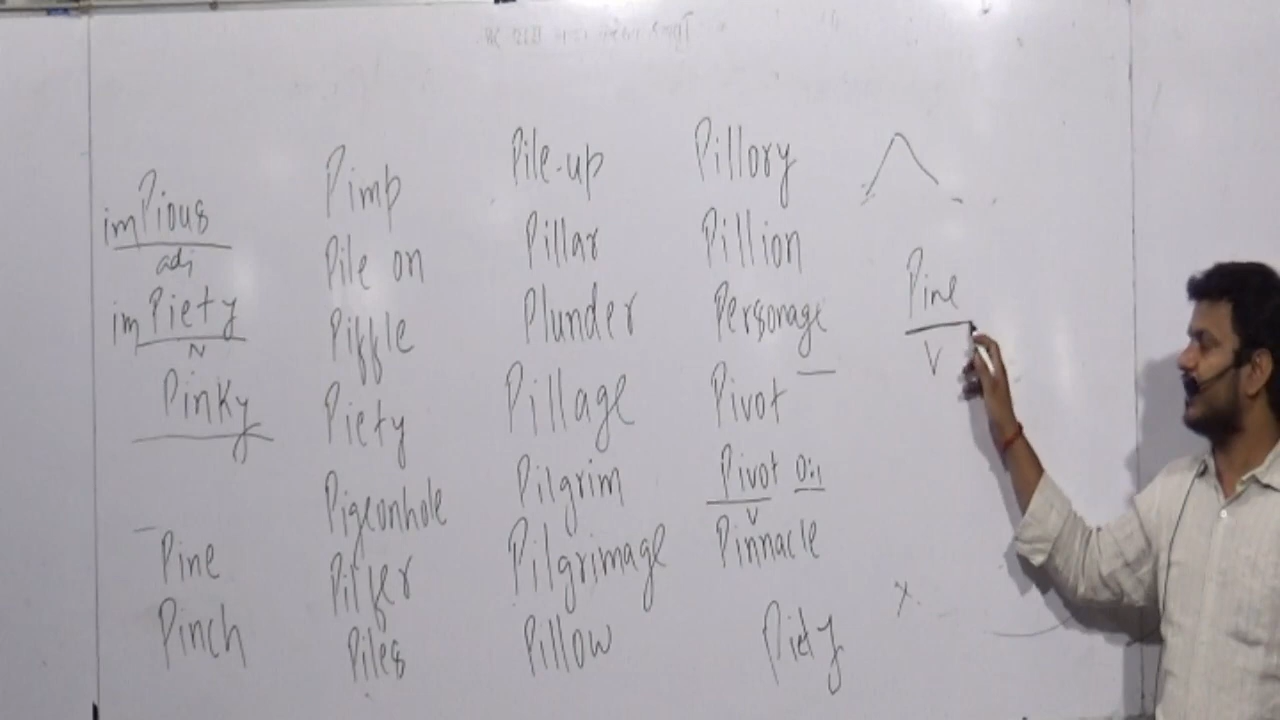 imPious
adj
imPiety
N
Pinky
Pine
Pinch
Pimp
Pile on
Piffle
Piety
Pigeonhole
Pilfer
Piles
Pile-up
Pillar
Plunder
Pillage
Pilgrim
Pilgrimage
Pillow
Pillory
Pillion
Personage
Pivot
Pivot on
V
Pinnacle
Piety
Pine
V
x